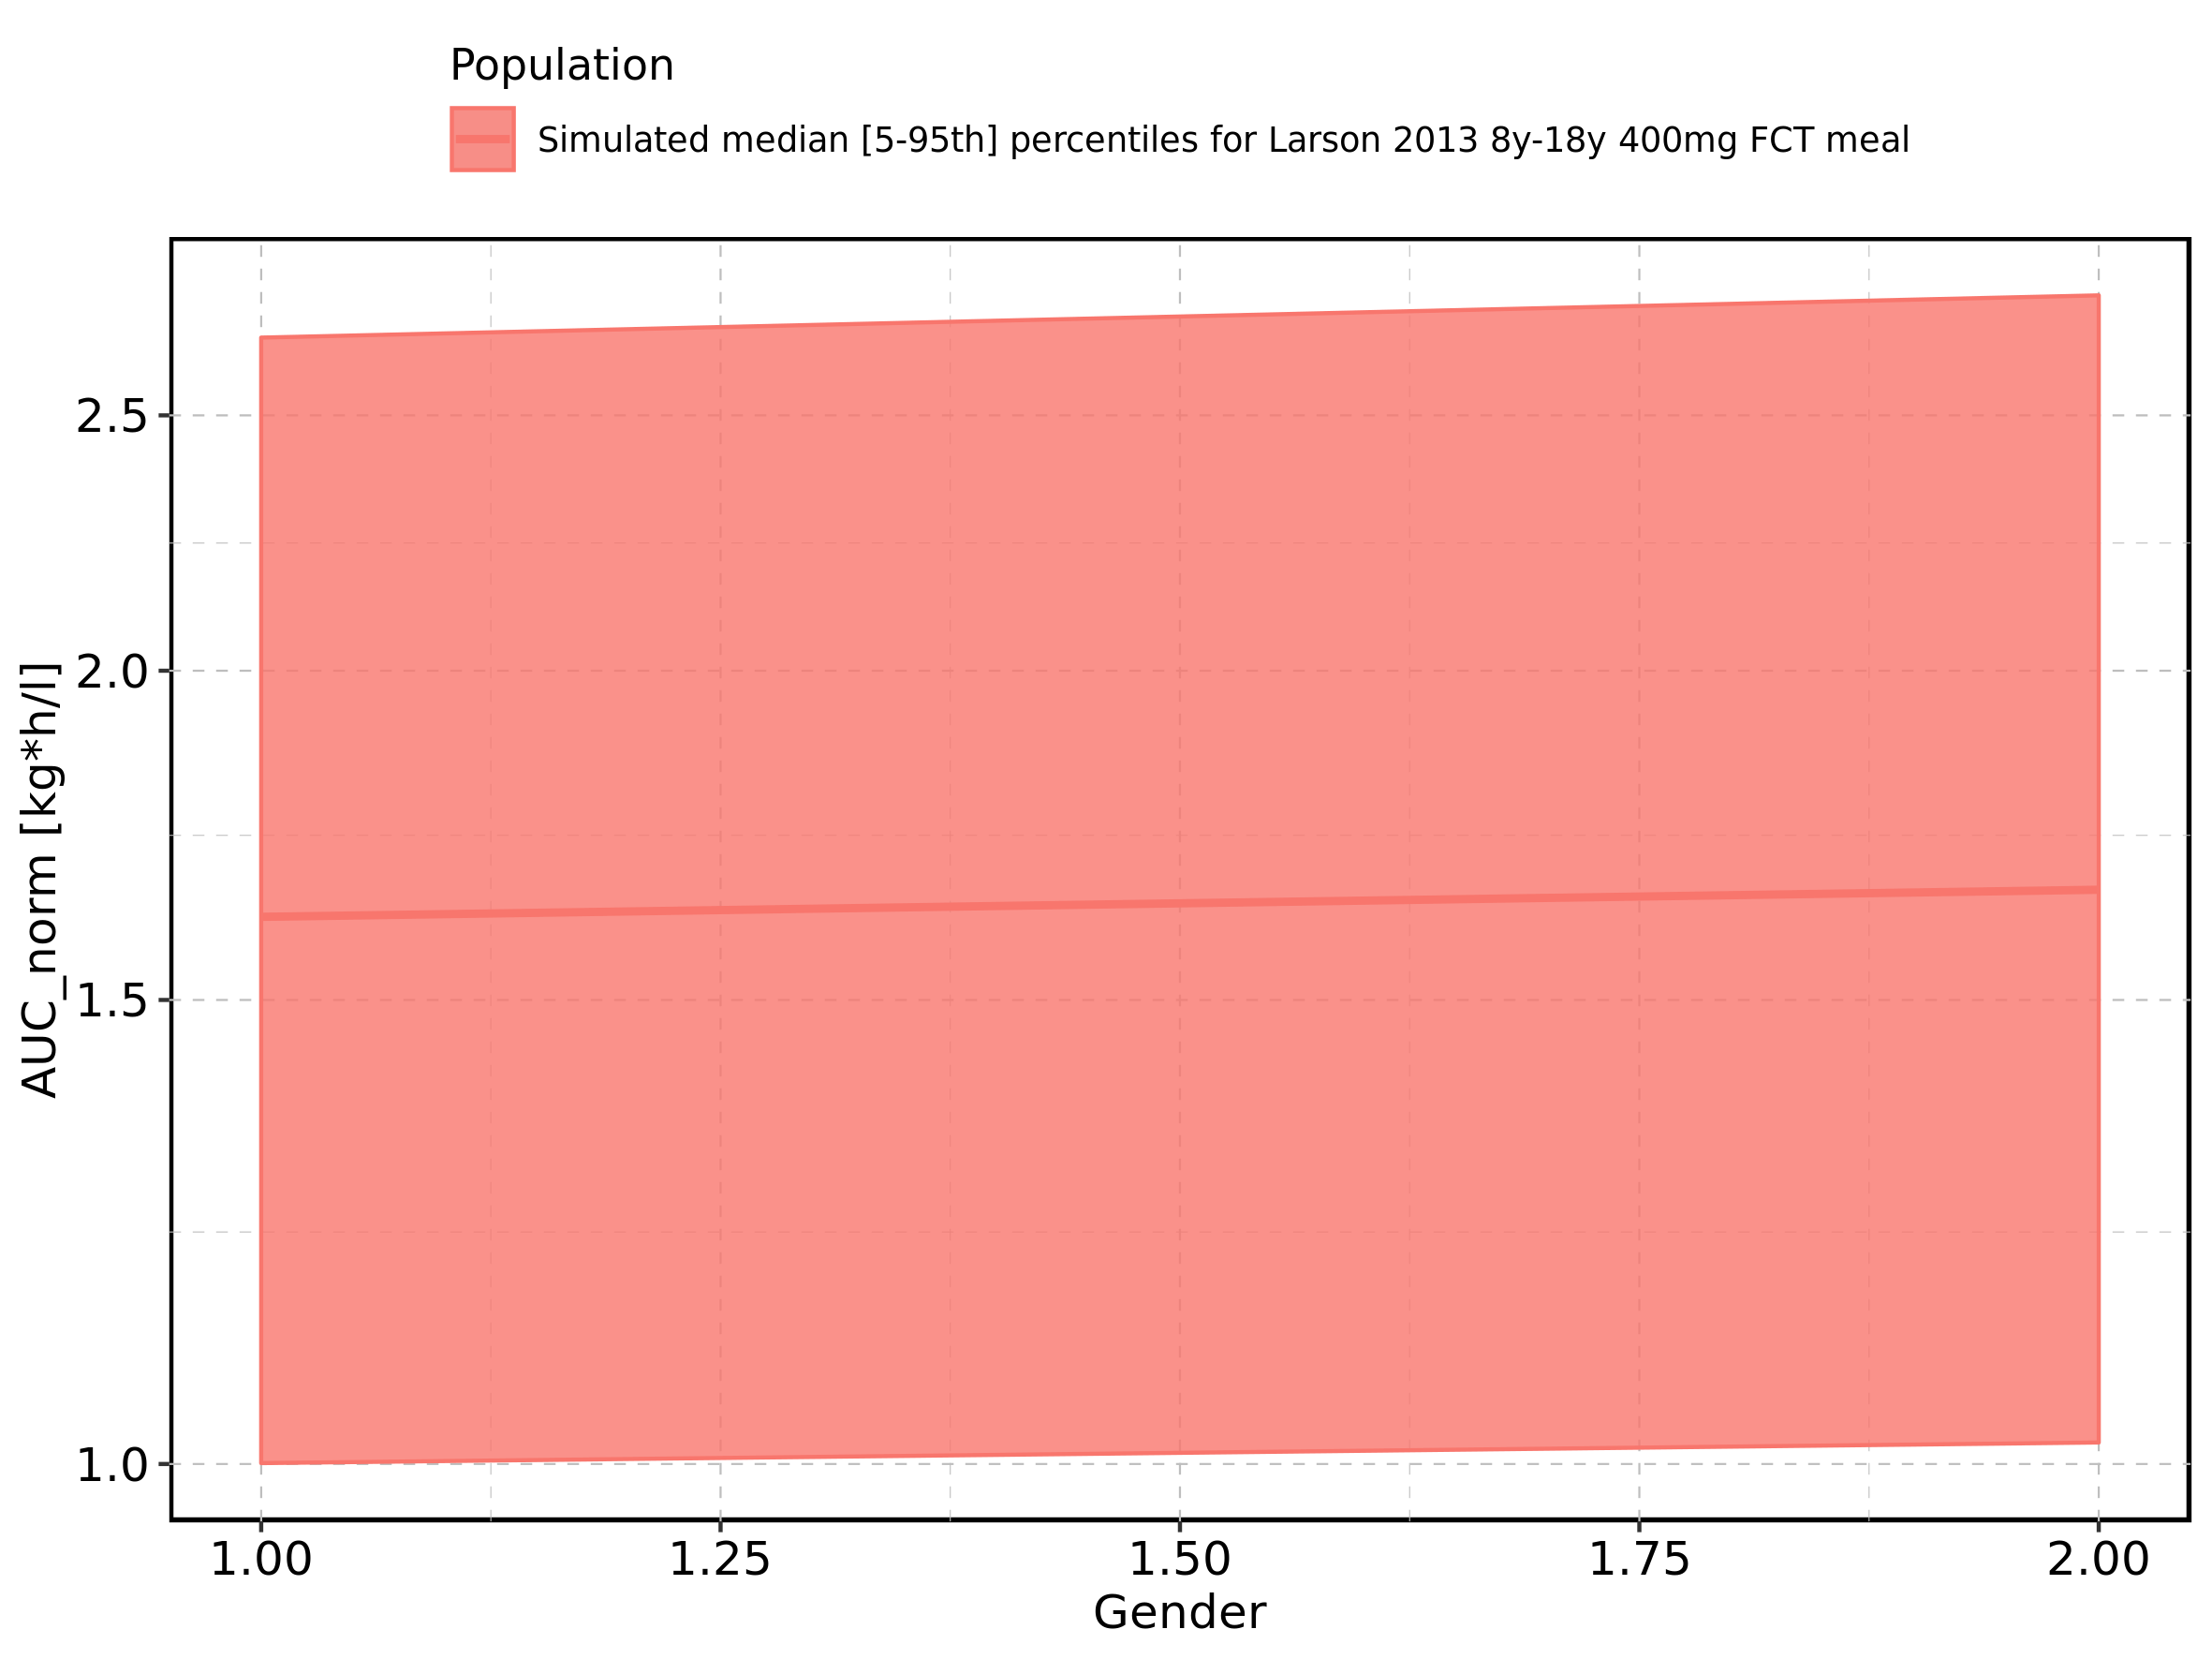 Population
Simulated median [5-95th] percentiles for Larson 2013 8y-18y 400mg FCT meal
AUC_norm [kg*h/l]
2.5
2.0
1.5
1.0
1.00 1.25 1.50 1.75 2.00
Gender